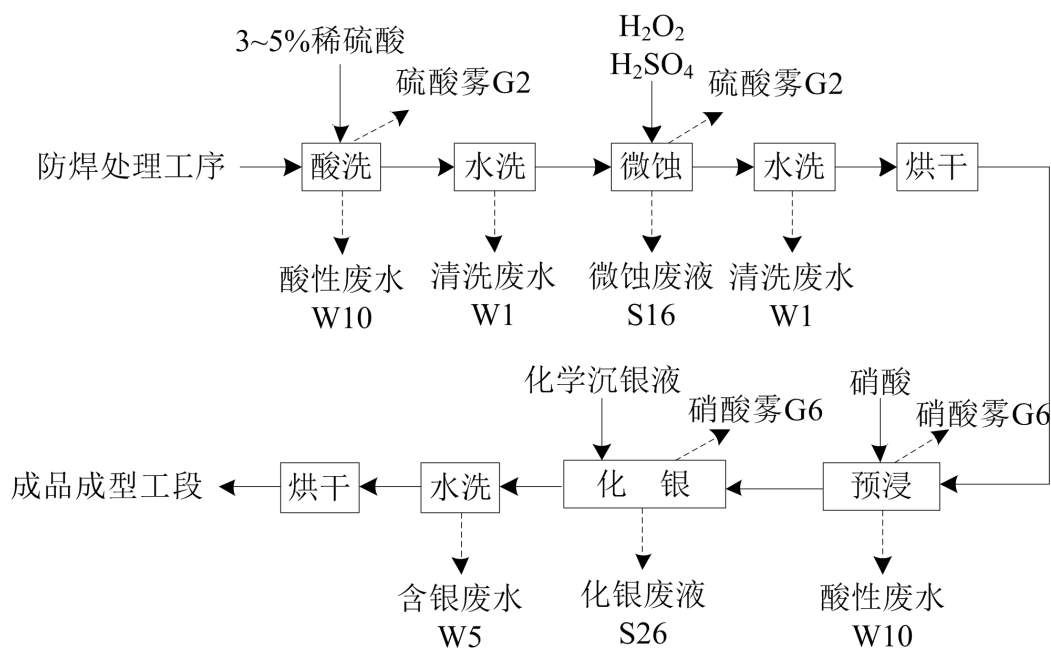 3~5%稀硫酸
硫酸雾G2
H₂O₂
H₂SO₄
硫酸雾G2
防焊处理工序
酸洗
水洗
微蚀
水洗
烘干
酸性废水
W10
清洗废水
W1
微蚀废液
S16
清洗废水
W1
化学沉银液
硝酸雾G6
硝酸
硝酸雾G6
成品成型工段
烘干
水洗
化 银
预浸
含银废水
W5
化银废液
S26
酸性废水
W10